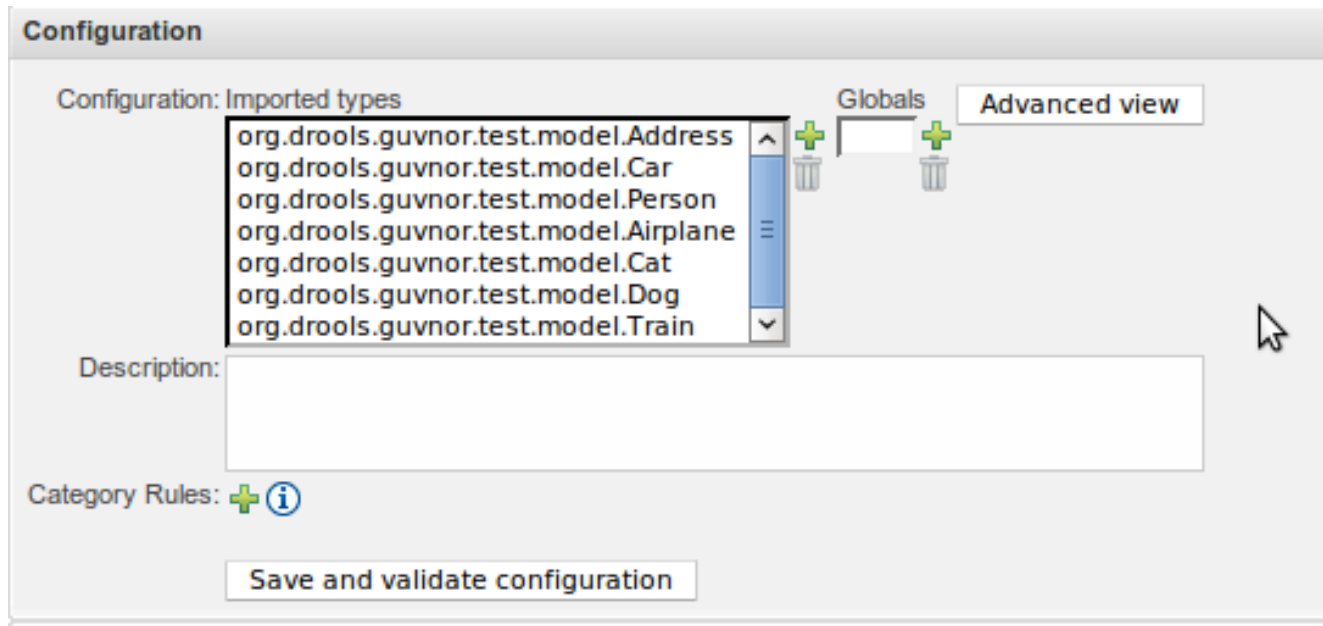 Configuration
Configuration: Imported types Globals Advanced view
org.drools.guvnor.test.model.Address
org.drools.guvnor.test.model.Car
org.drools.guvnor.test.model.Person
org.drools.guvnor.test.model.Airplane
org.drools.guvnor.test.model.Cat
org.drools.guvnor.test.model.Dog
org.drools.guvnor.test.model.Train
Description:
Category Rules:
Save and validate configuration